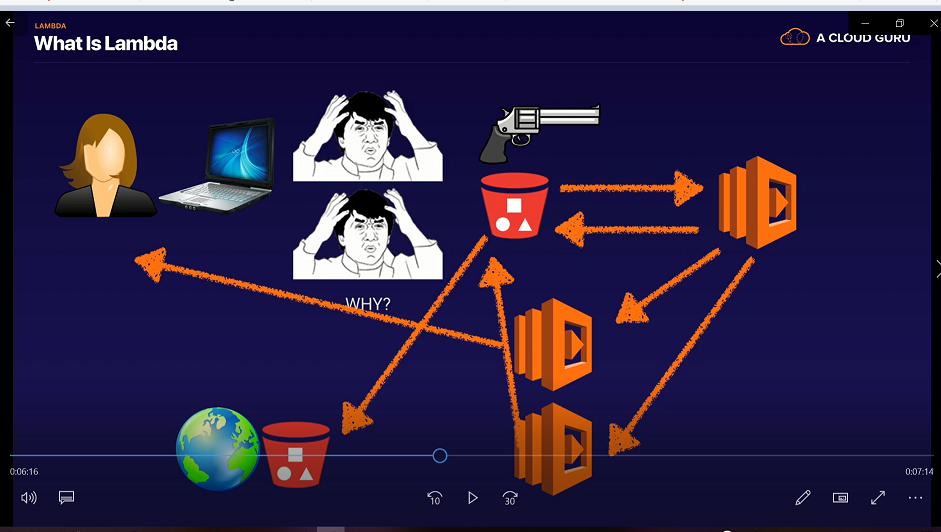 LAMBDA
What Is Lambda
A CLOUD GURU
WHY?
0:06:16
0:07:14
10
30